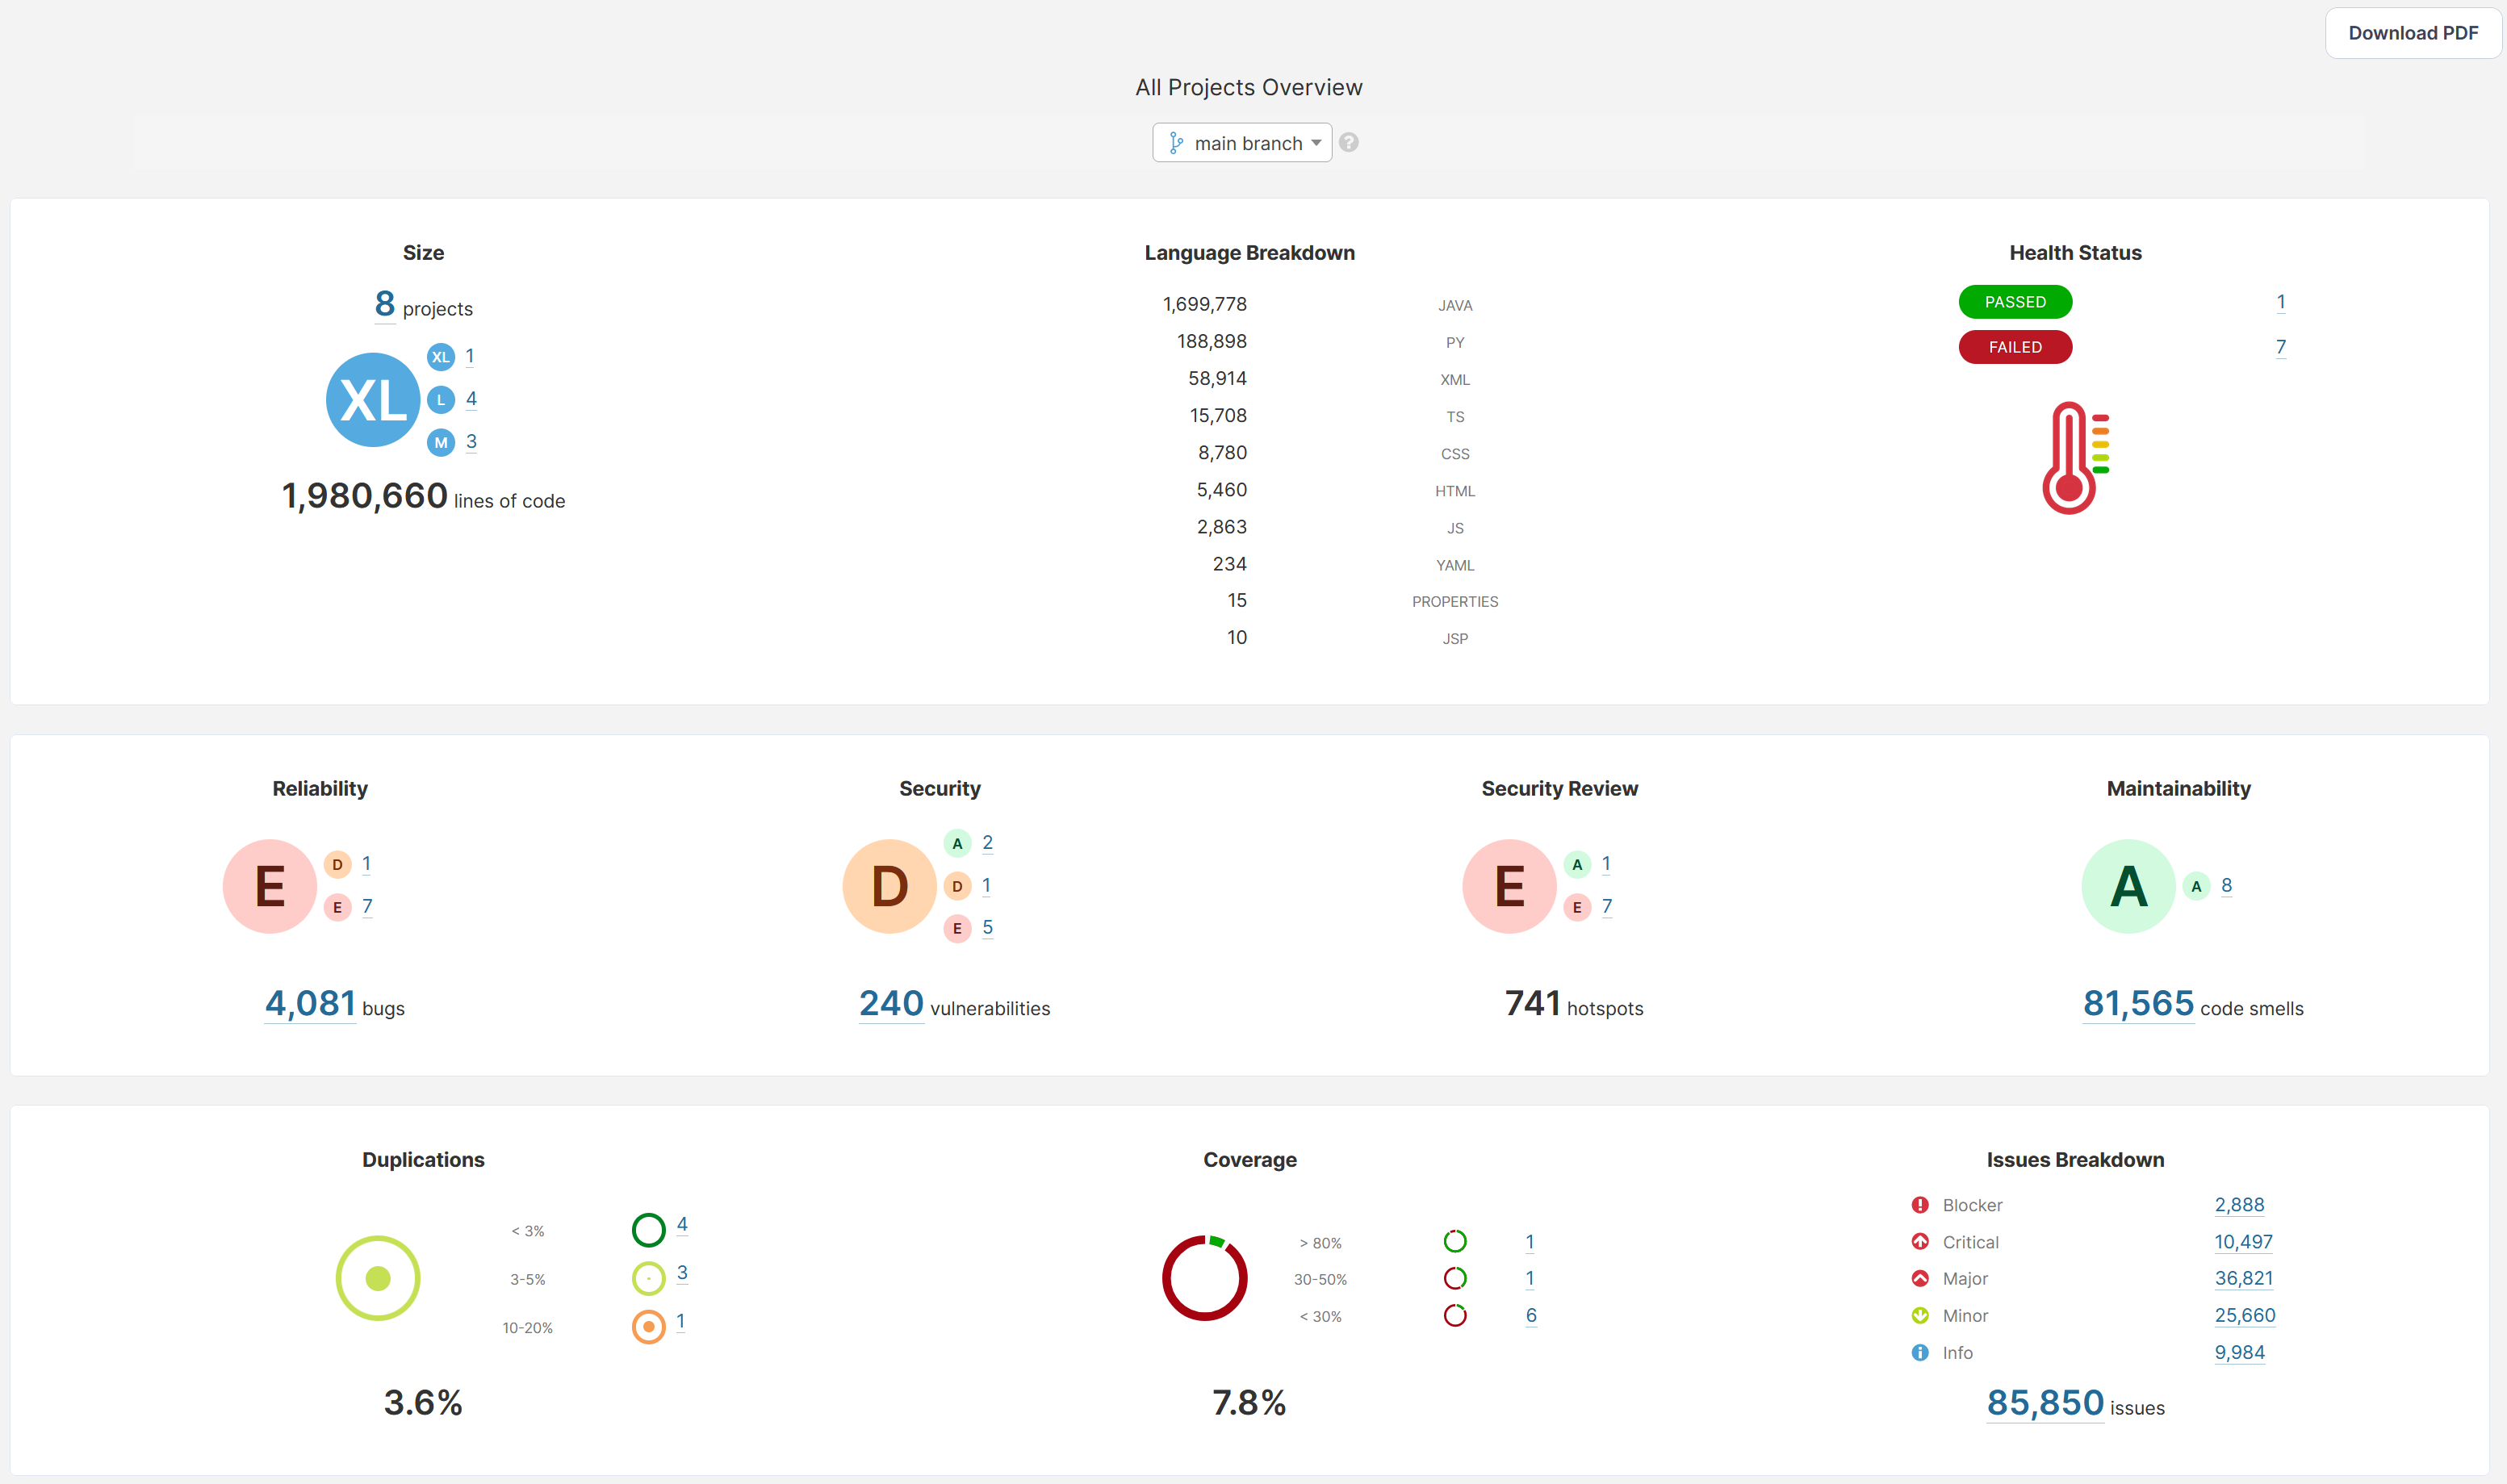 Download PDF
All Projects Overview
main branch ?
Size
8 projects
XL
XL 1
L 4
M 3
1,980,660 lines of code
Language Breakdown
1,699,778 JAVA
188,898 PY
58,914 XML
15,708 TS
8,780 CSS
5,460 HTML
2,863 JS
234 YAML
15 PROPERTIES
10 JSP
Health Status
PASSED 1
FAILED 7
Reliability
E
D 1
E 7
4,081 bugs
Security
D
A 2
D 1
E 5
240 vulnerabilities
Security Review
E
A 1
E 7
741 hotspots
Maintainability
A
A 8
81,565 code smells
Duplications
< 3% 4
3-5% 3
10-20% 1
3.6%
Coverage
> 80% 1
30-50% 1
< 30% 6
7.8%
Issues Breakdown
Blocker 2,888
Critical 10,497
Major 36,821
Minor 25,660
Info 9,984
85,850 issues